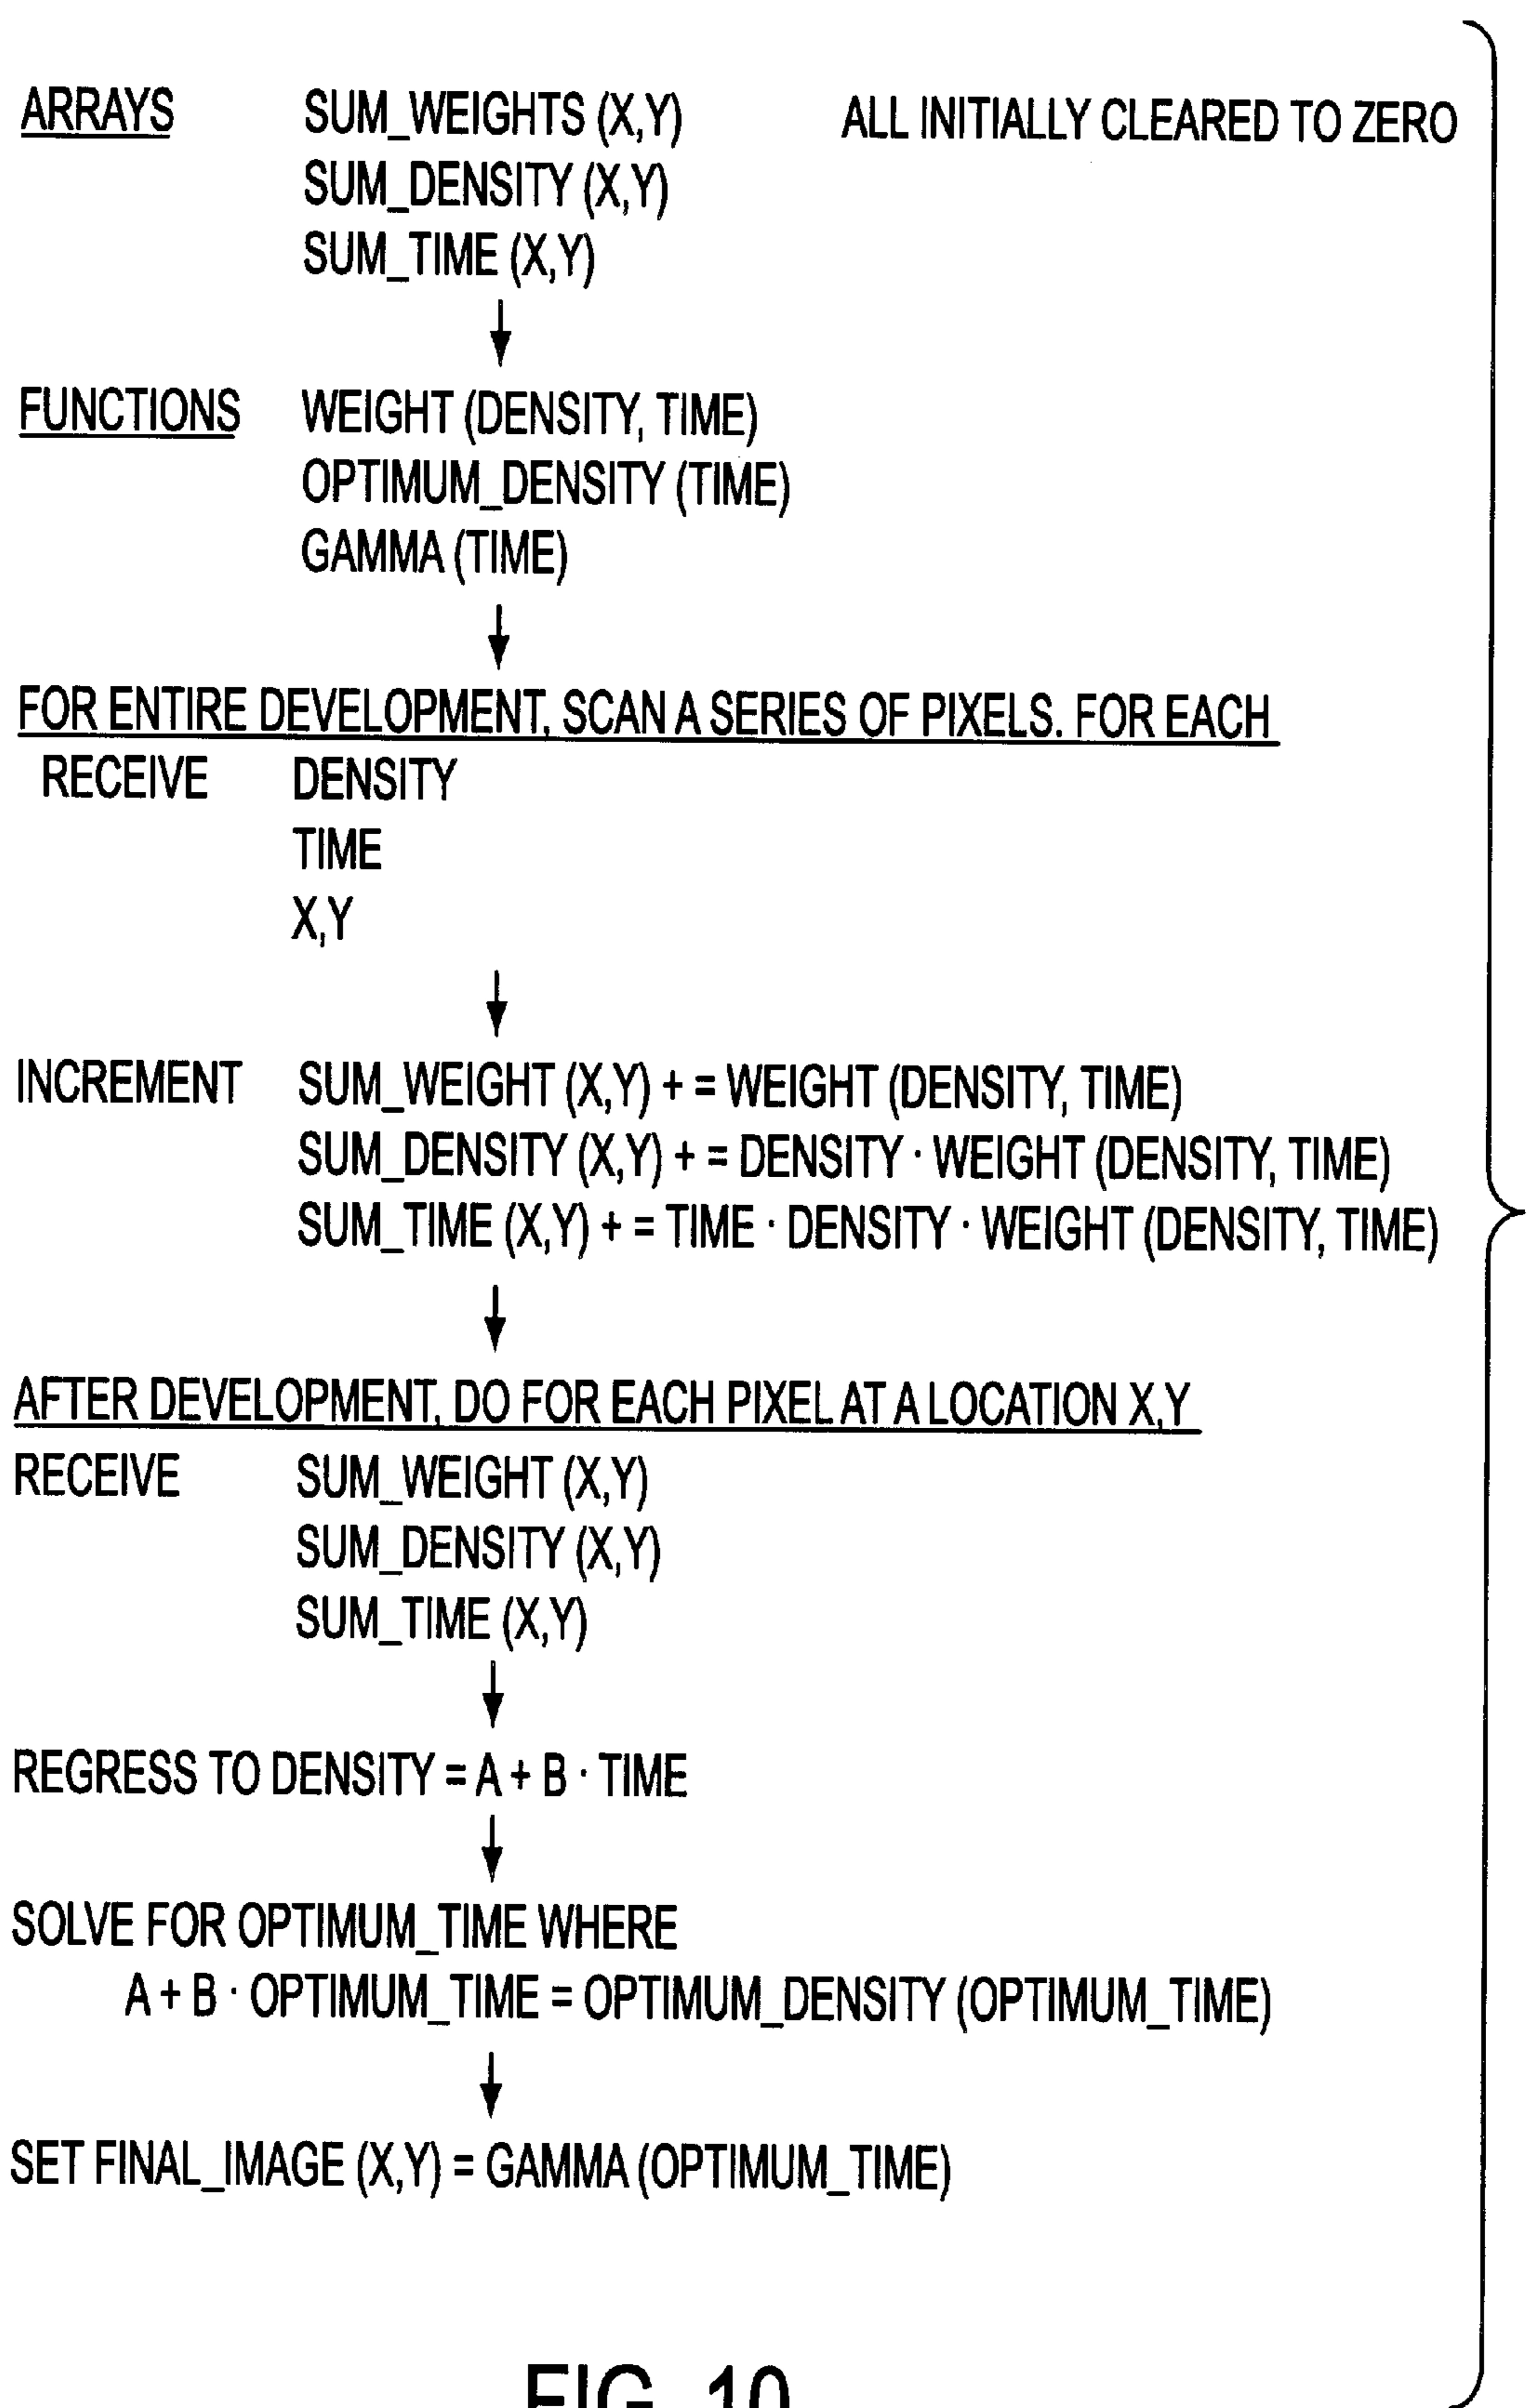 ARRAYS SUM_WEIGHTS (X,Y) ALL INITIALLY CLEARED TO ZERO
SUM_DENSITY (X,Y)
SUM_TIME (X,Y)
FUNCTIONS WEIGHT (DENSITY, TIME)
OPTIMUM_DENSITY (TIME)
GAMMA (TIME)
FOR ENTIRE DEVELOPMENT, SCAN A SERIES OF PIXELS. FOR EACH
RECEIVE DENSITY
TIME
X,Y
INCREMENT SUM_WEIGHT (X,Y) + = WEIGHT (DENSITY, TIME)
SUM_DENSITY (X,Y) + = DENSITY · WEIGHT (DENSITY, TIME)
SUM_TIME (X,Y) + = TIME · DENSITY · WEIGHT (DENSITY, TIME)
AFTER DEVELOPMENT, DO FOR EACH PIXEL AT A LOCATION X,Y
RECEIVE SUM_WEIGHT (X,Y)
SUM_DENSITY (X,Y)
SUM_TIME (X,Y)
REGRESS TO DENSITY = A + B · TIME
SOLVE FOR OPTIMUM_TIME WHERE
A + B · OPTIMUM_TIME = OPTIMUM_DENSITY (OPTIMUM_TIME)
SET FINAL_IMAGE (X,Y) = GAMMA (OPTIMUM_TIME)
FIG. 10